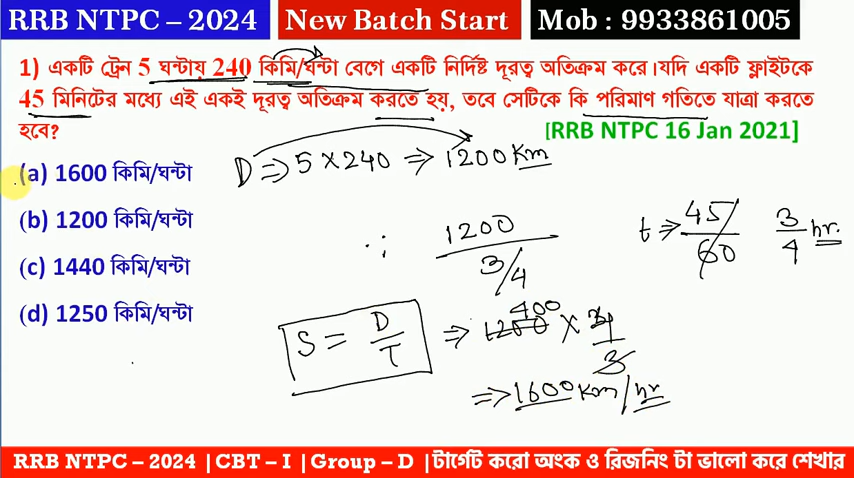 RRB NTPC – 2024 New Batch Start Mob : 9933861005
1) একটি ট্রেন 5 ঘন্টায় 240 কিমি/ঘন্টা বেগে একটি নির্দিষ্ট দূরত্ব অতিক্রম করে। যদি একটি ফ্লাইটকে
45 মিনিটের মধ্যে এই একই দূরত্ব অতিক্রম করতে হয়, তবে সেটিকে কি পরিমাণ গতিতে যাত্রা করতে
হবে?
[RRB NTPC 16 Jan 2021]
(a) 1600 কিমি/ঘন্টা
(b) 1200 কিমি/ঘন্টা
(c) 1440 কিমি/ঘন্টা
(d) 1250 কিমি/ঘন্টা
D ⇒ 5 × 240 ⇒ 1200 Km
∴ 1200
3/4
t ⇒ 45/60 3/4 hr.
S = D/T
⇒ 1200 400 × 4/3
⇒ 1600 Km/hr
RRB NTPC – 2024 |CBT – I |Group – D |টার্গেট করো অংক ও রিজনিং টা ভালো করে শেখার